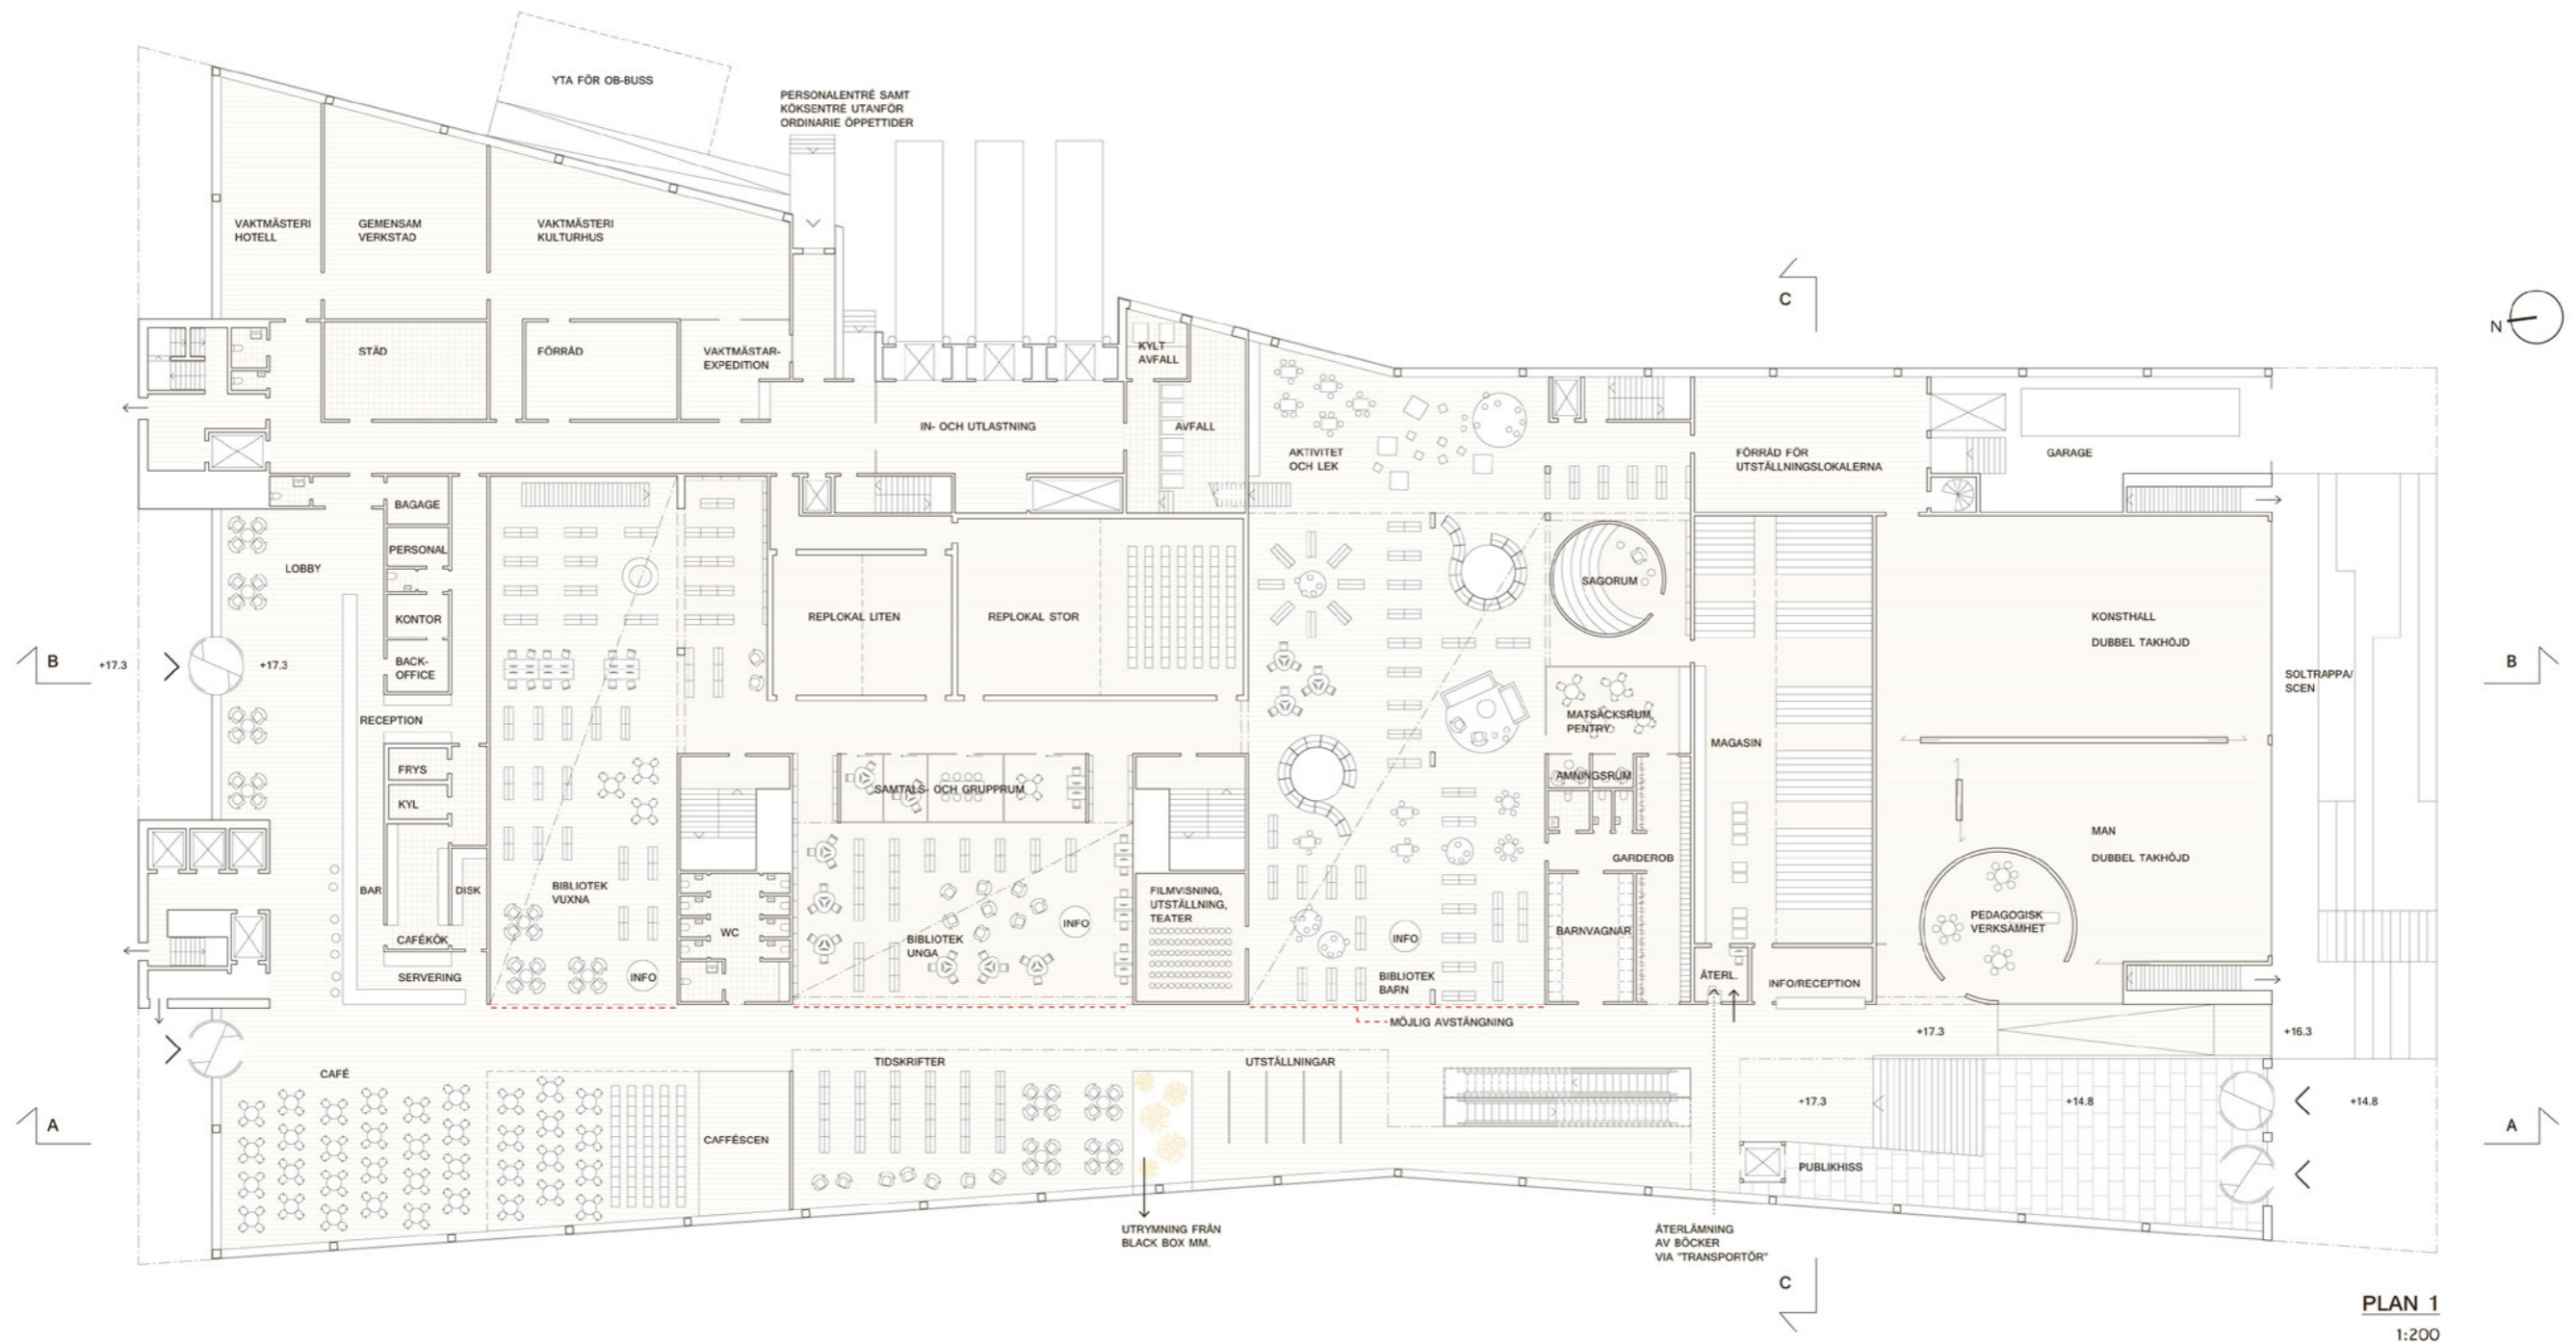 YTA FÖR OB-BUSS
PERSONALENTRÉ SAMT
KÖKSENTRÉ UTANFÖR
ORDINARIE ÖPPETTIDER
VAKTMÄSTERI
HOTELL
GEMENSAM
VERKSTAD
VAKTMÄSTERI
KULTURHUS
C
N
STÄD
FÖRRÅD
VAKTMÄSTAR-
EXPEDITION
KYLT
AVFALL
IN- OCH UTLASTNING
AVFALL
AKTIVITET
OCH LEK
FÖRRÅD FÖR
UTSTÄLLNINGSLOKALERNA
GARAGE
BAGAGE
PERSONAL
LOBBY
KONTOR
BACK-
OFFICE
REPLOKAL LITEN
REPLOKAL STOR
SAGORUM
KONSTHALL
DUBBEL TAKHÖJD
B
+17.3
+17.3
B
SOLTRAPPA/
SCEN
RECEPTION
MATSÄCKSRUM
PENTRY
MAGASIN
FRYS
KYL
SAMTALS- OCH GRUPPRUM
AMNINGSRUM
MAN
DUBBEL TAKHÖJD
GARDEROB
BAR
DISK
BIBLIOTEK
VUXNA
FILMVISNING,
UTSTÄLLNING,
TEATER
WC
INFO
BIBLIOTEK
UNGA
INFO
BARNVAGNAR
PEDAGOGISK
VERKSAMHET
CAFÉKÖK
SERVERING
INFO
BIBLIOTEK
BARN
ÅTERL.
INFO/RECEPTION
MÖJLIG AVSTÄNGNING
+17.3
+16.3
CAFÉ
TIDSKRIFTER
UTSTÄLLNINGAR
A
CAFFÉSCEN
+17.3
+14.8
+14.8
A
PUBLIKHISS
UTRYMNING FRÅN
BLACK BOX MM.
ÅTERLÄMNING
AV BÖCKER
VIA "TRANSPORTÖR"
C
PLAN 1
1:200